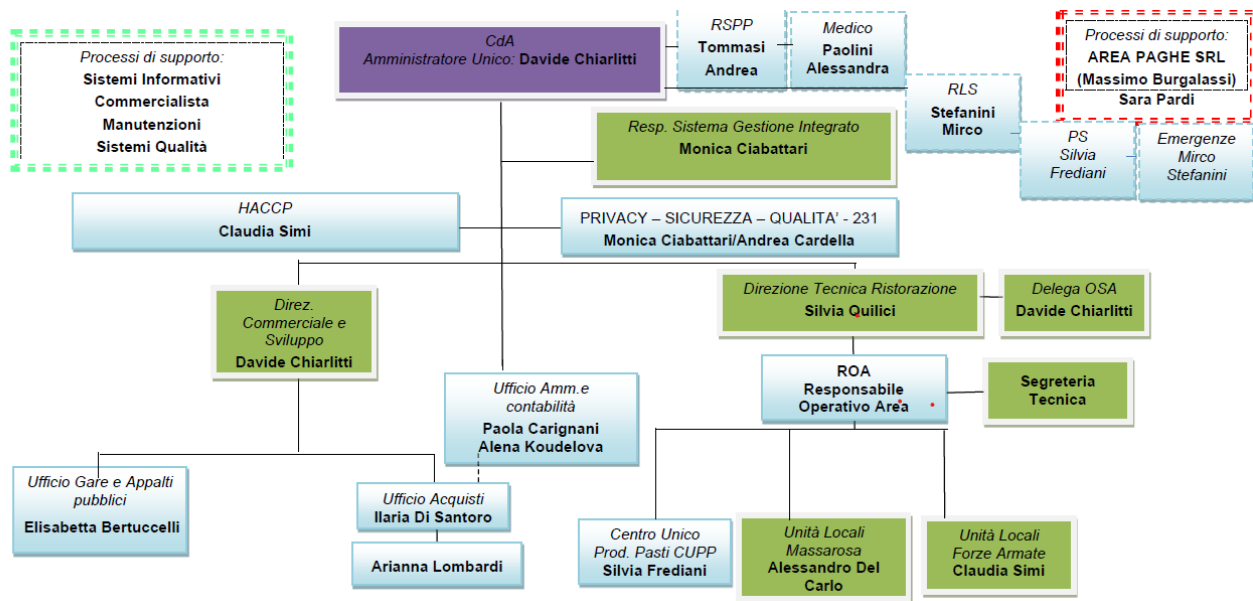 Processi di supporto:
Sistemi Informativi
Commercialista
Manutenzioni
Sistemi Qualità
CdA
Amministratore Unico: Davide Chiarlitti
RSPP
Tommasi
Andrea
Medico
Paolini
Alessandra
Processi di supporto:
AREA PAGHE SRL
(Massimo Burgalassi)
Sara Pardi
RLS
Stefanini
Mirco
PS
Silvia
Frediani
Emergenze
Mirco
Stefanini
Resp. Sistema Gestione Integrato
Monica Ciabattari
HACCP
Claudia Simi
PRIVACY – SICUREZZA – QUALITA’ - 231
Monica Ciabattari/Andrea Cardella
Direz.
Commerciale e
Sviluppo
Davide Chiarlitti
Direzione Tecnica Ristorazione
Silvia Quilici
Delega OSA
Davide Chiarlitti
Ufficio Amm.e
contabilità
Paola Carignani
Alena Koudelova
ROA
Responsabile
Operativo Area
Segreteria
Tecnica
Ufficio Gare e Appalti
pubblici
Elisabetta Bertuccelli
Ufficio Acquisti
Ilaria Di Santoro
Arianna Lombardi
Centro Unico
Prod. Pasti CUPP
Silvia Frediani
Unità Locali
Massarosa
Alessandro Del
Carlo
Unità Locali
Forze Armate
Claudia Simi